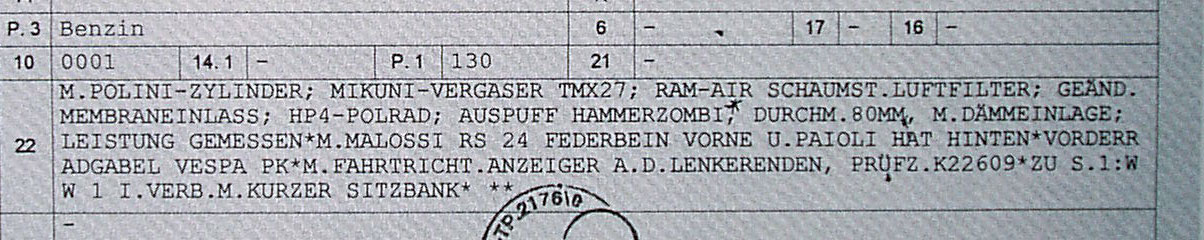 P.3 Benzin 6 – 17 – 16 –
10 0001 14.1 – P.1 130 21 –
M.POLINI-ZYLINDER; MIKUNI-VERGASER TMX27; RAM-AIR SCHAUMST.LUFTFILTER; GEÄND.
MEMBRANEINLASS; HP4-POLRAD; AUSPUFF HAMMERZOMBI;* DURCHM.80MM, M.DÄMMEINLAGE;
22 LEISTUNG GEMESSEN*M.MALOSSI RS 24 FEDERBEIN VORNE U.PAIOLI HAT HINTEN*VORDERR
ADGABEL VESPA PK*M.FAHRTRICHT.ANZEIGER A.D.LENKERENDEN, PRÜFZ.K22609*ZU S.1:W
W 1 I.VERB.M.KURZER SITZBANK* **
–